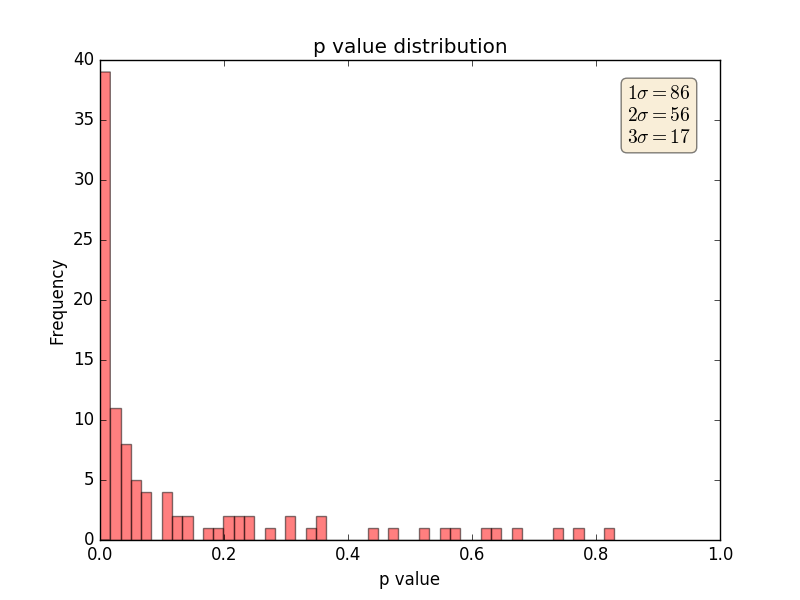 p value distribution
1σ = 86
2σ = 56
3σ = 17
40
35
30
25
20
15
10
5
0
Frequency
0.0 0.2 0.4 0.6 0.8 1.0
p value